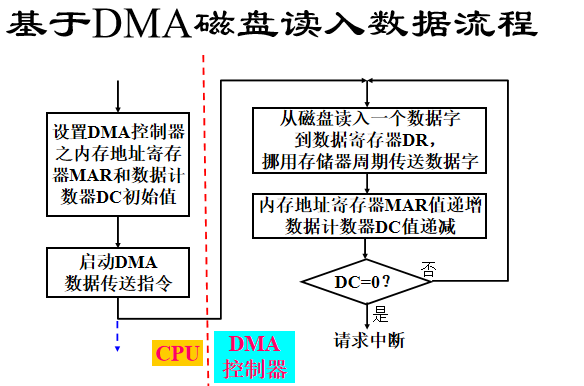 基于DMA磁盘读入数据流程
设置DMA控制器
之内存地址寄存
器MAR和数据计
数器DC初始值
启动DMA
数据传送指令
CPU
从磁盘读入一个数据字
到数据寄存器DR，
挪用存储器周期传送数据字
内存地址寄存器MAR值递增
数据计数器DC值递减
DC=0？
否
是
请求中断
DMA
控制器